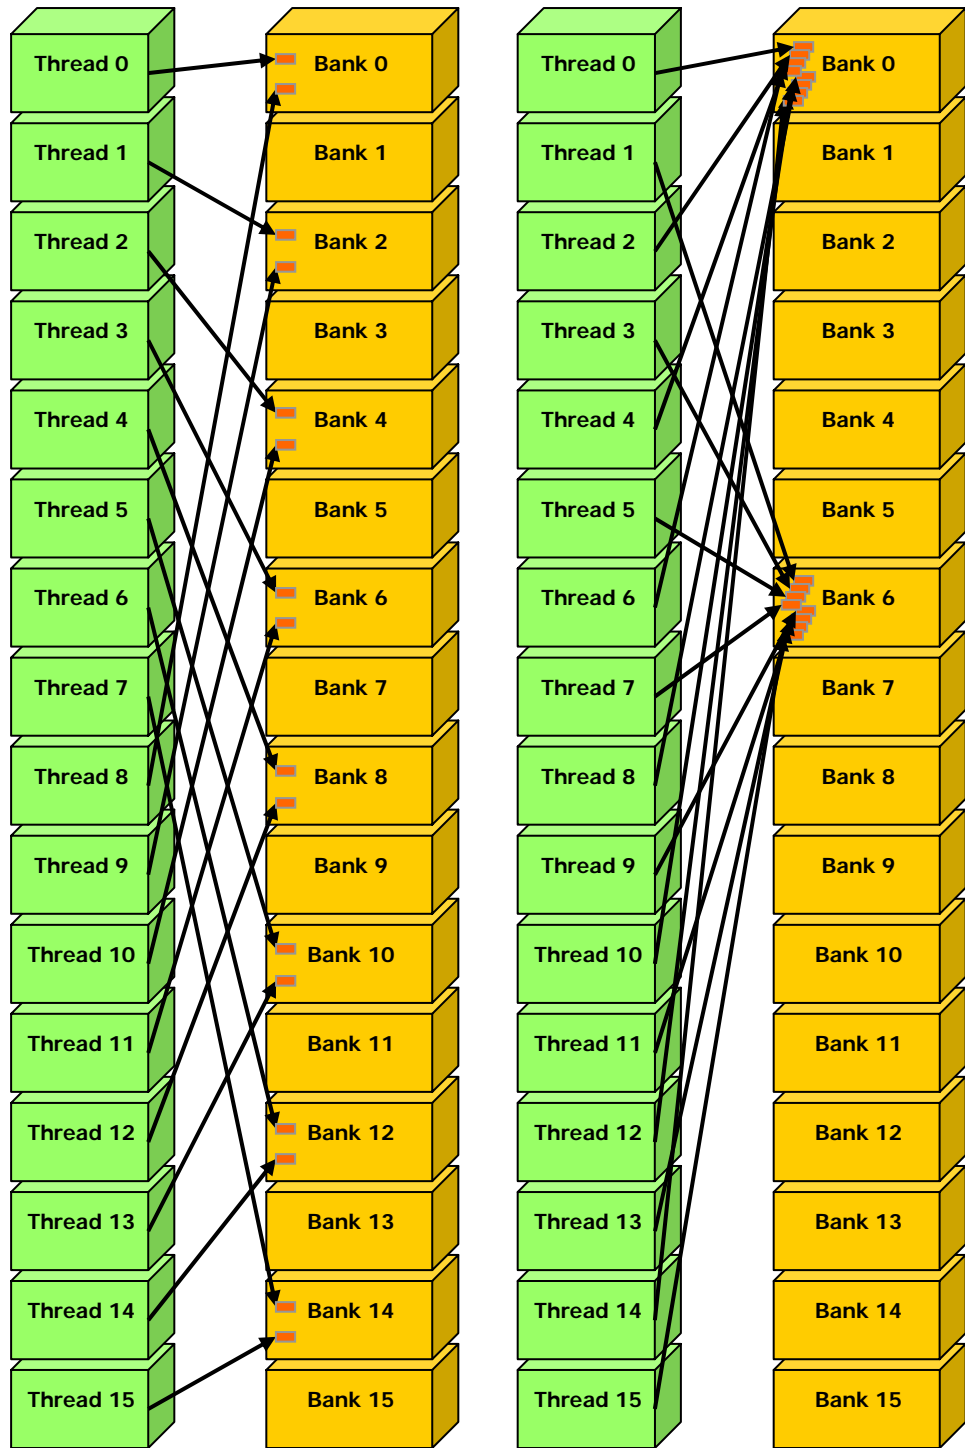 Thread 0 Bank 0 Thread 0 Bank 0
Thread 1 Bank 1 Thread 1 Bank 1
Thread 2 Bank 2 Thread 2 Bank 2
Thread 3 Bank 3 Thread 3 Bank 3
Thread 4 Bank 4 Thread 4 Bank 4
Thread 5 Bank 5 Thread 5 Bank 5
Thread 6 Bank 6 Thread 6 Bank 6
Thread 7 Bank 7 Thread 7 Bank 7
Thread 8 Bank 8 Thread 8 Bank 8
Thread 9 Bank 9 Thread 9 Bank 9
Thread 10 Bank 10 Thread 10 Bank 10
Thread 11 Bank 11 Thread 11 Bank 11
Thread 12 Bank 12 Thread 12 Bank 12
Thread 13 Bank 13 Thread 13 Bank 13
Thread 14 Bank 14 Thread 14 Bank 14
Thread 15 Bank 15 Thread 15 Bank 15